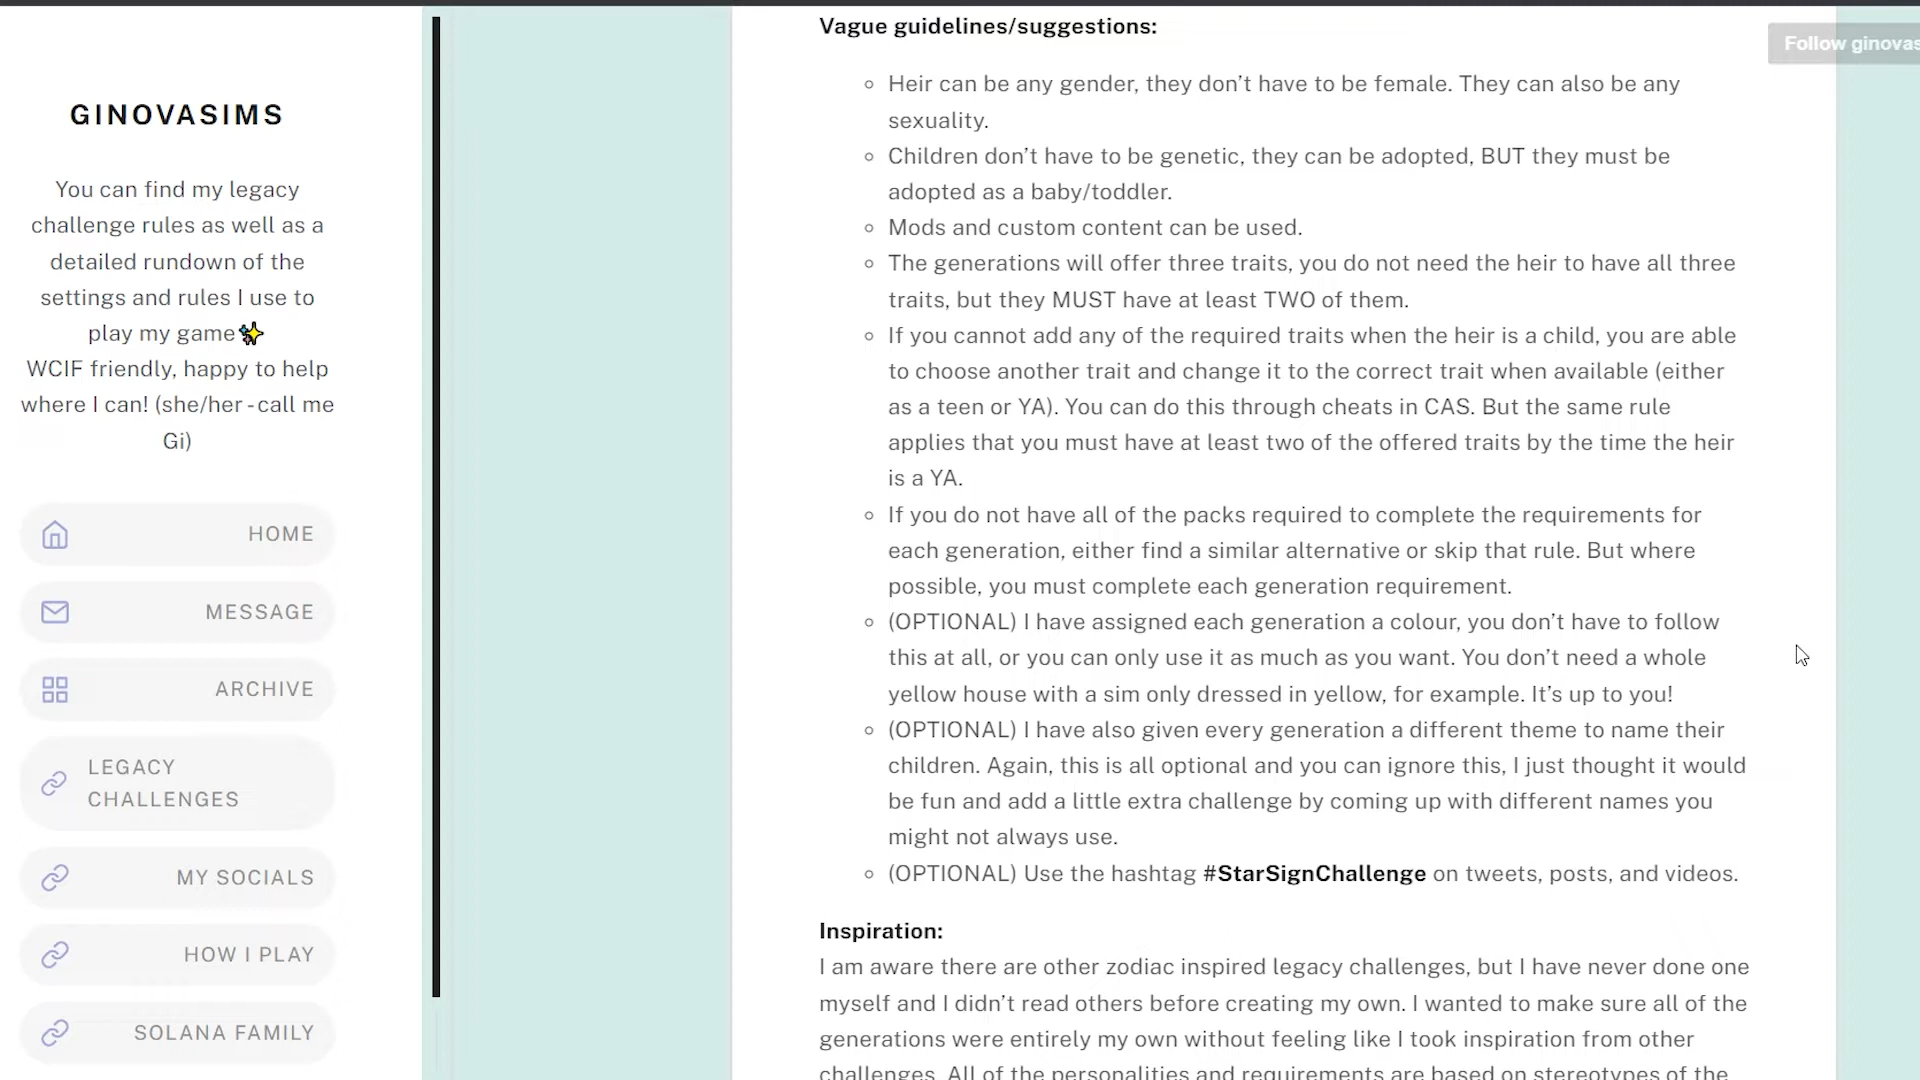 GINOVASIMS
You can find my legacy
challenge rules as well as a
detailed rundown of the
settings and rules I use to
play my game✨
WCIF friendly, happy to help
where I can! (she/her - call me
Gi)
HOME
MESSAGE
ARCHIVE
LEGACY
CHALLENGES
MY SOCIALS
HOW I PLAY
SOLANA FAMILY
Follow ginovas
Vague guidelines/suggestions:
Heir can be any gender, they don’t have to be female. They can also be any
sexuality.
Children don’t have to be genetic, they can be adopted, BUT they must be
adopted as a baby/toddler.
Mods and custom content can be used.
The generations will offer three traits, you do not need the heir to have all three
traits, but they MUST have at least TWO of them.
If you cannot add any of the required traits when the heir is a child, you are able
to choose another trait and change it to the correct trait when available (either
as a teen or YA). You can do this through cheats in CAS. But the same rule
applies that you must have at least two of the offered traits by the time the heir
is a YA.
If you do not have all of the packs required to complete the requirements for
each generation, either find a similar alternative or skip that rule. But where
possible, you must complete each generation requirement.
(OPTIONAL) I have assigned each generation a colour, you don’t have to follow
this at all, or you can only use it as much as you want. You don’t need a whole
yellow house with a sim only dressed in yellow, for example. It’s up to you!
(OPTIONAL) I have also given every generation a different theme to name their
children. Again, this is all optional and you can ignore this, I just thought it would
be fun and add a little extra challenge by coming up with different names you
might not always use.
(OPTIONAL) Use the hashtag #StarSignChallenge on tweets, posts, and videos.
Inspiration:
I am aware there are other zodiac inspired legacy challenges, but I have never done one
myself and I didn’t read others before creating my own. I wanted to make sure all of the
generations were entirely my own without feeling like I took inspiration from other
challenges. All of the personalities and requirements are based on stereotypes of the